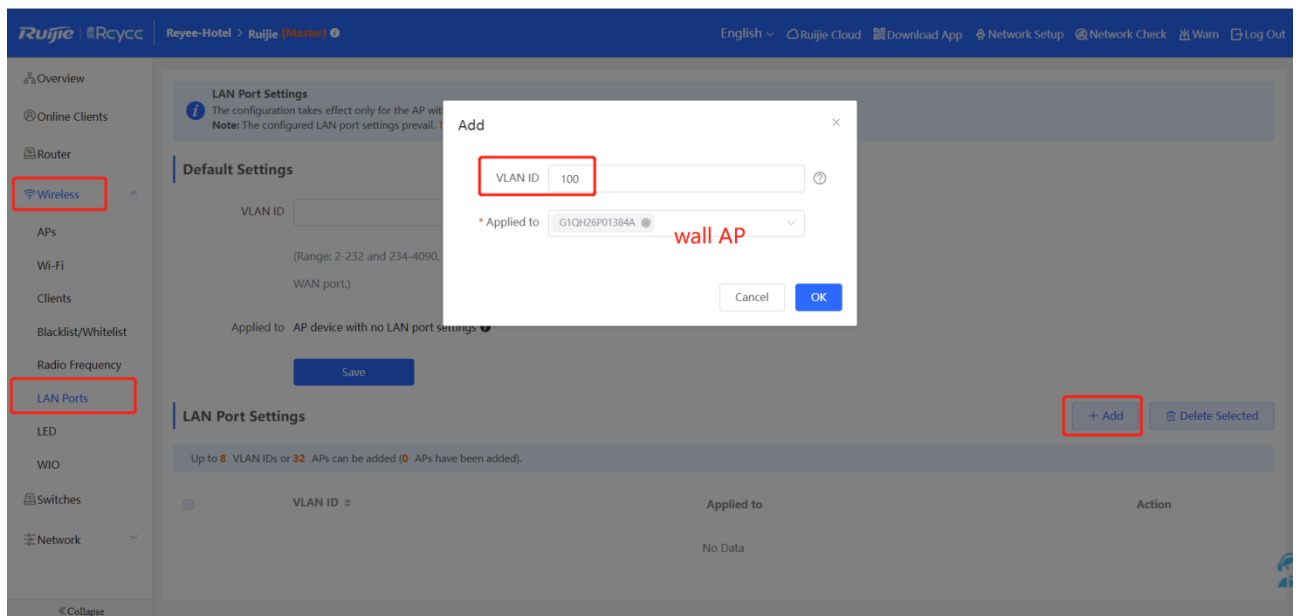 Ruijie | Reyee
Reyee-Hotel > Ruijie [Master]
English
Ruijie Cloud
Download App
Network Setup
Network Check
Warn
Log Out
Overview
Online Clients
Router
Wireless
APs
Wi-Fi
Clients
Blacklist/Whitelist
Radio Frequency
LAN Ports
LED
WIO
Switches
Network
Collapse
LAN Port Settings
The configuration takes effect only for the AP wit
Note: The configured LAN port settings prevail.
Default Settings
VLAN ID
(Range: 2-232 and 234-4090.
WAN port.)
Applied to AP device with no LAN port settings
Save
Add
VLAN ID 100
* Applied to G1QH26P01384A
wall AP
Cancel
OK
LAN Port Settings
+ Add
Delete Selected
Up to 8 VLAN IDs or 32 APs can be added (0 APs have been added).
VLAN ID
Applied to
Action
No Data